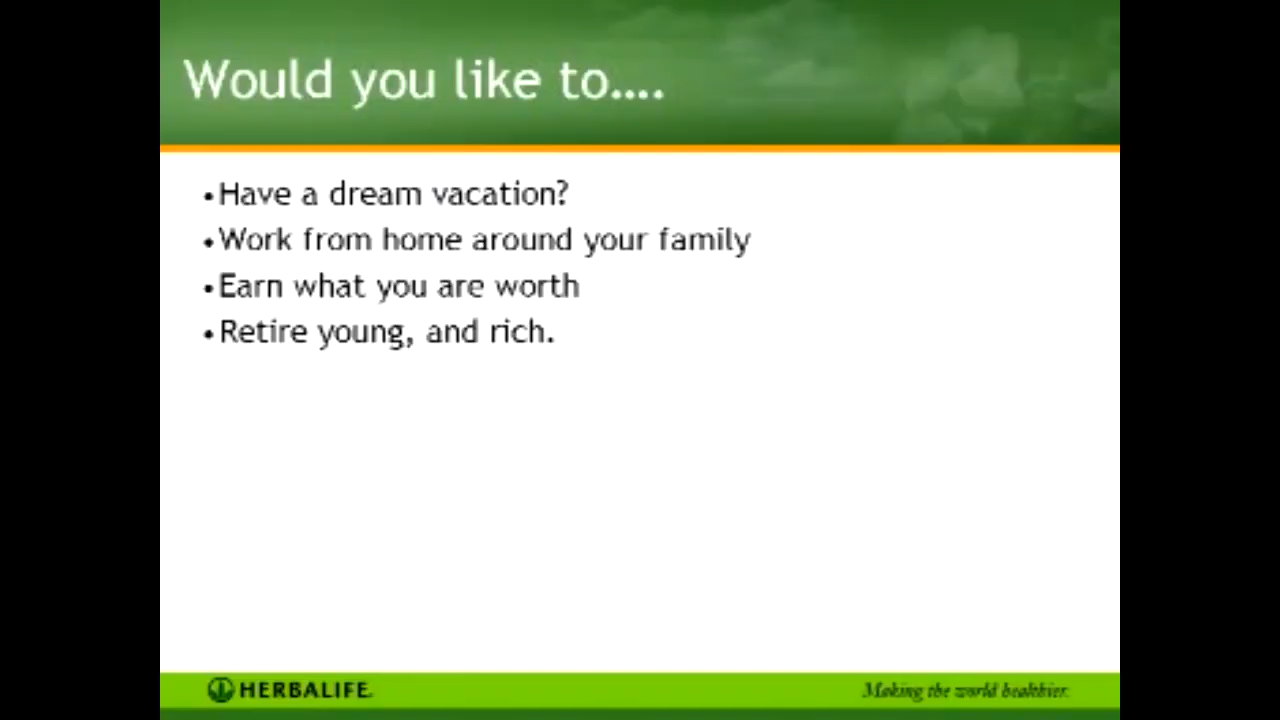 Would you like to....
•Have a dream vacation?
•Work from home around your family
•Earn what you are worth
•Retire young, and rich.
HERBALIFE.
Making the world healthier.